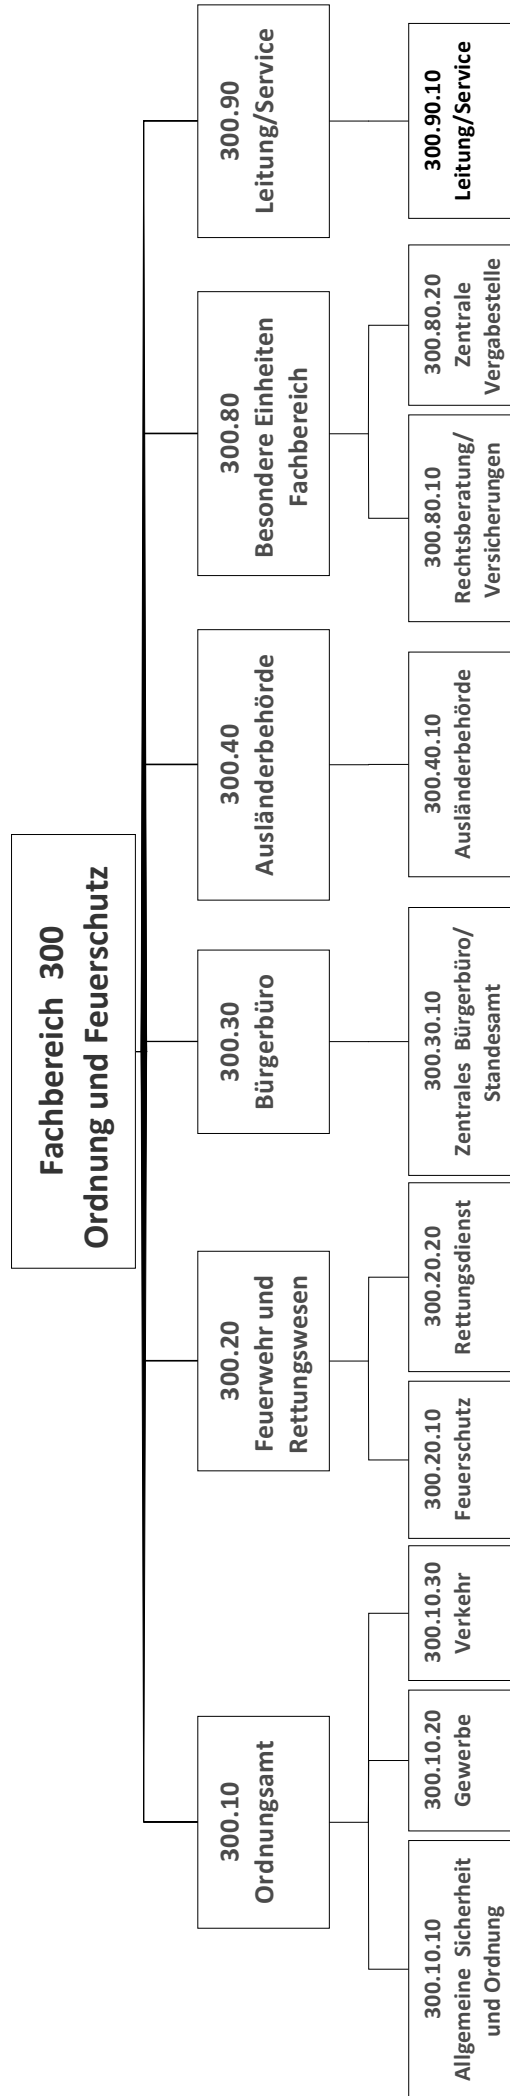 Fachbereich 300
Ordnung und Feuerschutz
300.10
Ordnungsamt
300.20
Feuerwehr und
Rettungswesen
300.30
Bürgerbüro
300.40
Ausländerbehörde
300.80
Besondere Einheiten
Fachbereich
300.90
Leitung/Service
300.10.10
Allgemeine Sicherheit
und Ordnung
300.10.20
Gewerbe
300.10.30
Verkehr
300.20.10
Feuerschutz
300.20.20
Rettungsdienst
300.30.10
Zentrales Bürgerbüro/
Standesamt
300.40.10
Ausländerbehörde
300.80.10
Rechtsberatung/
Versicherungen
300.80.20
Zentrale
Vergabestelle
300.90.10
Leitung/Service